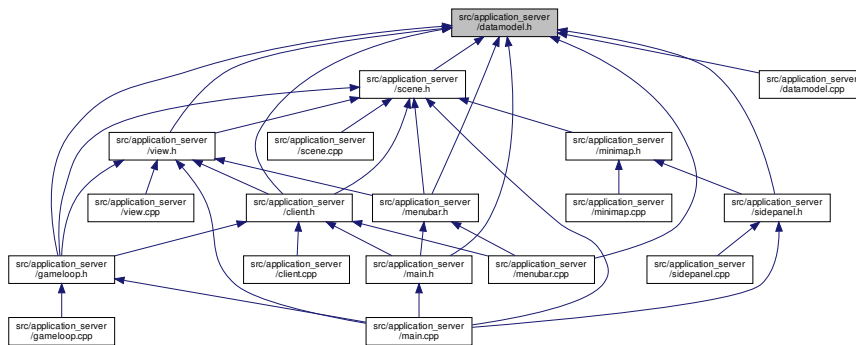 src/application_server
/datamodel.h
src/application_server
/scene.h
src/application_server
/datamodel.cpp
src/application_server
/view.h
src/application_server
/scene.cpp
src/application_server
/minimap.h
src/application_server
/view.cpp
src/application_server
/client.h
src/application_server
/menubar.h
src/application_server
/minimap.cpp
src/application_server
/sidepanel.h
src/application_server
/gameloop.h
src/application_server
/client.cpp
src/application_server
/main.h
src/application_server
/menubar.cpp
src/application_server
/sidepanel.cpp
src/application_server
/gameloop.cpp
src/application_server
/main.cpp